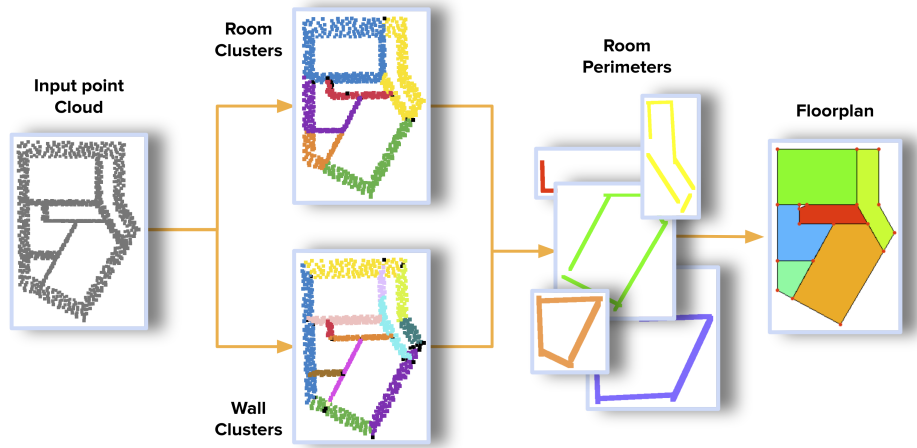 Input point
Cloud
Room
Clusters
Wall
Clusters
Room
Perimeters
Floorplan